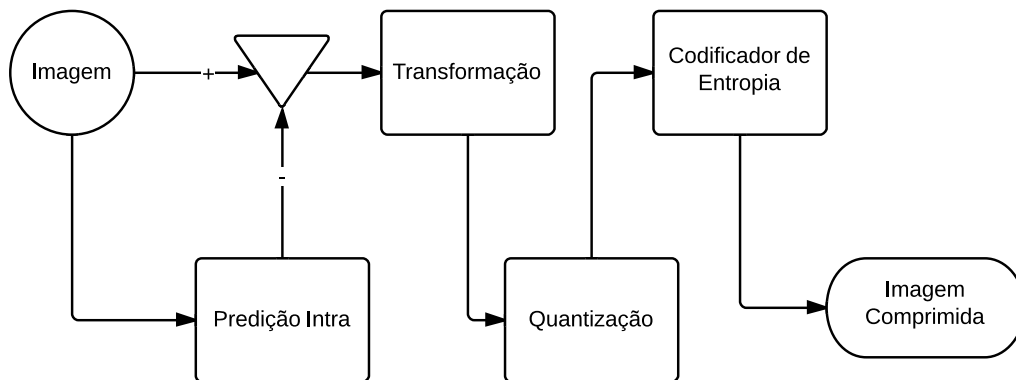 Imagem
+
Transformação
Codificador de
Entropia
-
Predição Intra
Quantização
Imagem
Comprimida